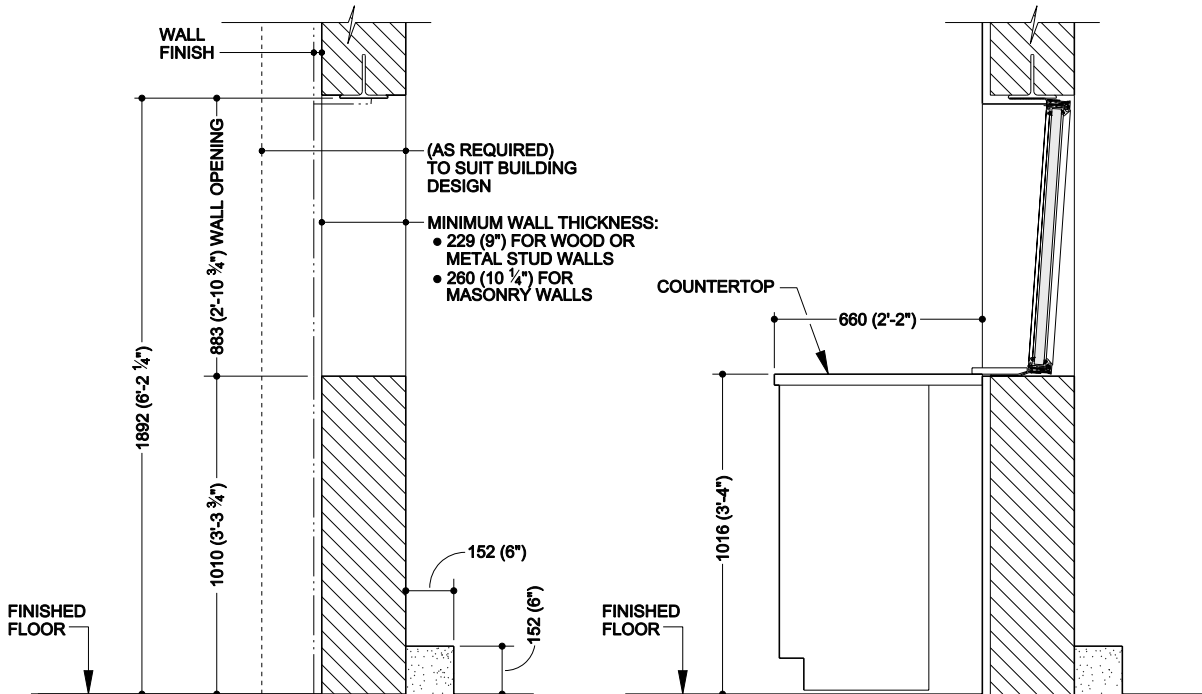 WALL
FINISH
1892 (6'-2 ¼")
883 (2'-10 ¾") WALL OPENING
1010 (3'-3 ¾")
(AS REQUIRED)
TO SUIT BUILDING
DESIGN
MINIMUM WALL THICKNESS:
● 229 (9") FOR WOOD OR
METAL STUD WALLS
● 260 (10 ¼") FOR
MASONRY WALLS
152 (6")
152 (6")
FINISHED
FLOOR
COUNTERTOP
660 (2'-2")
1016 (3'-4")
FINISHED
FLOOR